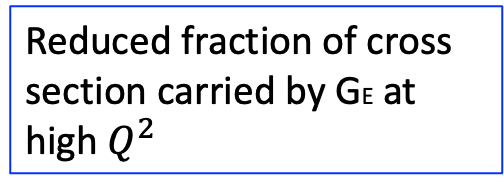 Reduced fraction of cross
section carried by GE at
high Q²